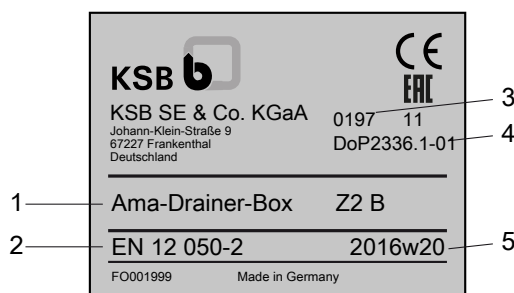 KSB b
CE
EAC
KSB SE & Co. KGaA
Johann-Klein-Straße 9
67227 Frankenthal
Deutschland
0197 11 3
DoP2336.1-01 4
1 Ama-Drainer-Box Z2 B
2 EN 12 050-2 2016w20 5
FO001999 Made in Germany